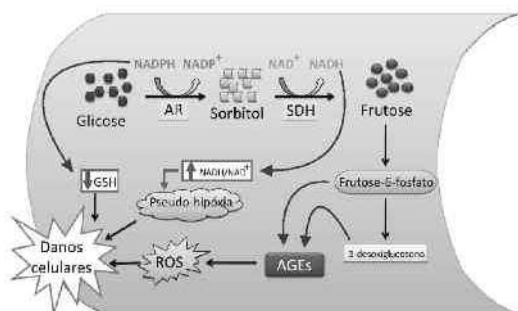 NADPH NADP+ NAD+ NADH
Glicose AR Sorbitol SDH Frutose
GSH
NADH/NAD+
Pseudo-hipóxia
Frutose-6-fosfato
Danos
celulares
ROS
AGEs
3-desoxiglucosona